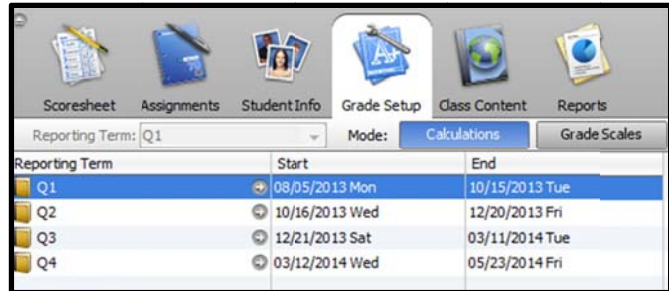 Scoresheet Assignments Student Info Grade Setup Class Content Reports
Reporting Term: Q1 Mode: Calculations Grade Scales
Reporting Term Start End
Q1 08/05/2013 Mon 10/15/2013 Tue
Q2 10/16/2013 Wed 12/20/2013 Fri
Q3 12/21/2013 Sat 03/11/2014 Tue
Q4 03/12/2014 Wed 05/23/2014 Fri